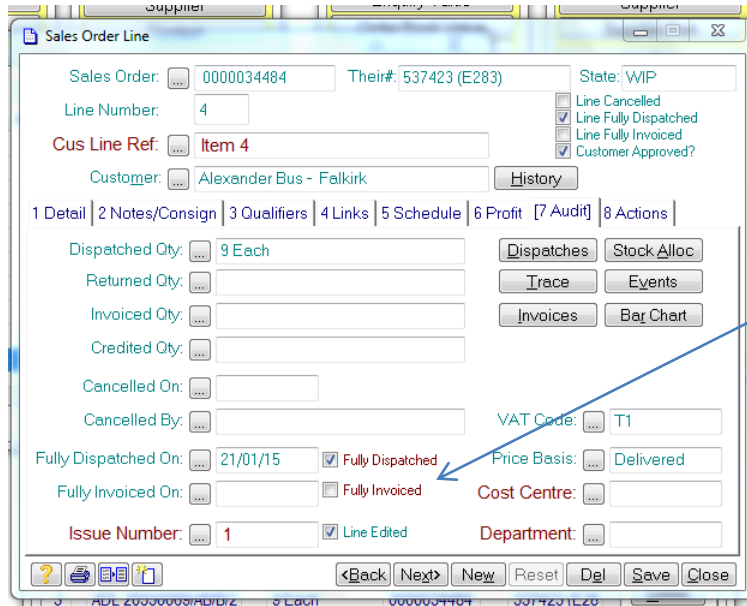 Supplier Enquiry Value Supplier
Sales Order Line
Sales Order: ... 0000034484 Their#: 537423 (E283) State: WIP
Line Cancelled
Line Number: 4 Line Fully Dispatched
Line Fully Invoiced
Cus Line Ref: ... Item 4 Customer Approved?
Customer: ... Alexander Bus - Falkirk History
1 Detail 2 Notes/Consign 3 Qualifiers 4 Links 5 Schedule 6 Profit [7 Audit] 8 Actions
Dispatched Qty: ... 9 Each Dispatches Stock Alloc
Returned Qty: ... Trace Events
Invoiced Qty: ... Invoices Bar Chart
Credited Qty: ...
Cancelled On: ...
Cancelled By: ... VAT Code: ... T1
Fully Dispatched On: ... 21/01/15 Fully Dispatched Price Basis: ... Delivered
Fully Invoiced On: ... Fully Invoiced Cost Centre: ...
Issue Number: ... 1 Line Edited Department: ...
? <Back Next> New Reset Del Save Close
3 9 Each 0000034484